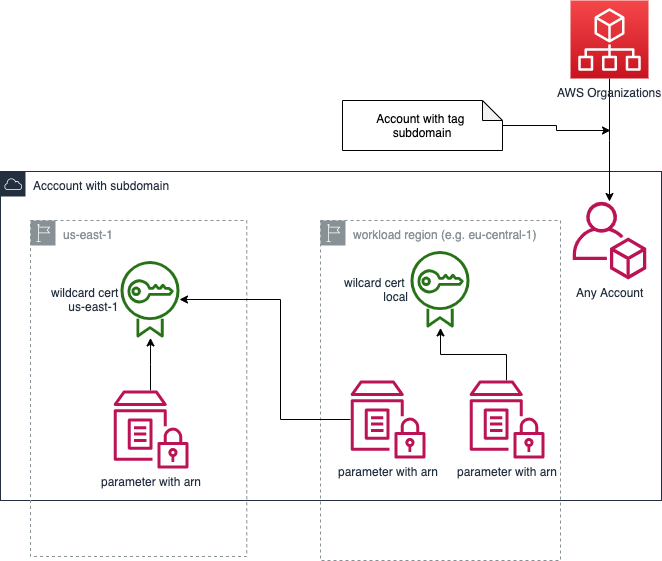 AWS Organizations
Account with tag
subdomain
Acccount with subdomain
us-east-1
workload region (e.g. eu-central-1)
wildcard cert
us-east-1
wilcard cert
local
Any Account
parameter with arn
parameter with arn
parameter with arn